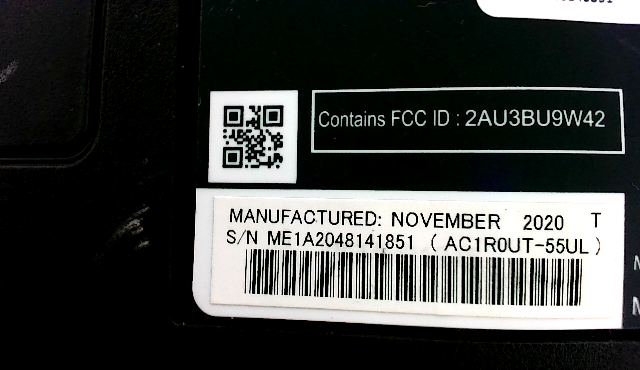 Contains FCC ID : 2AU3BU9W42
MANUFACTURED: NOVEMBER 2020 T
S/N ME1A2048141851 ( AC1R0UT-55UL )